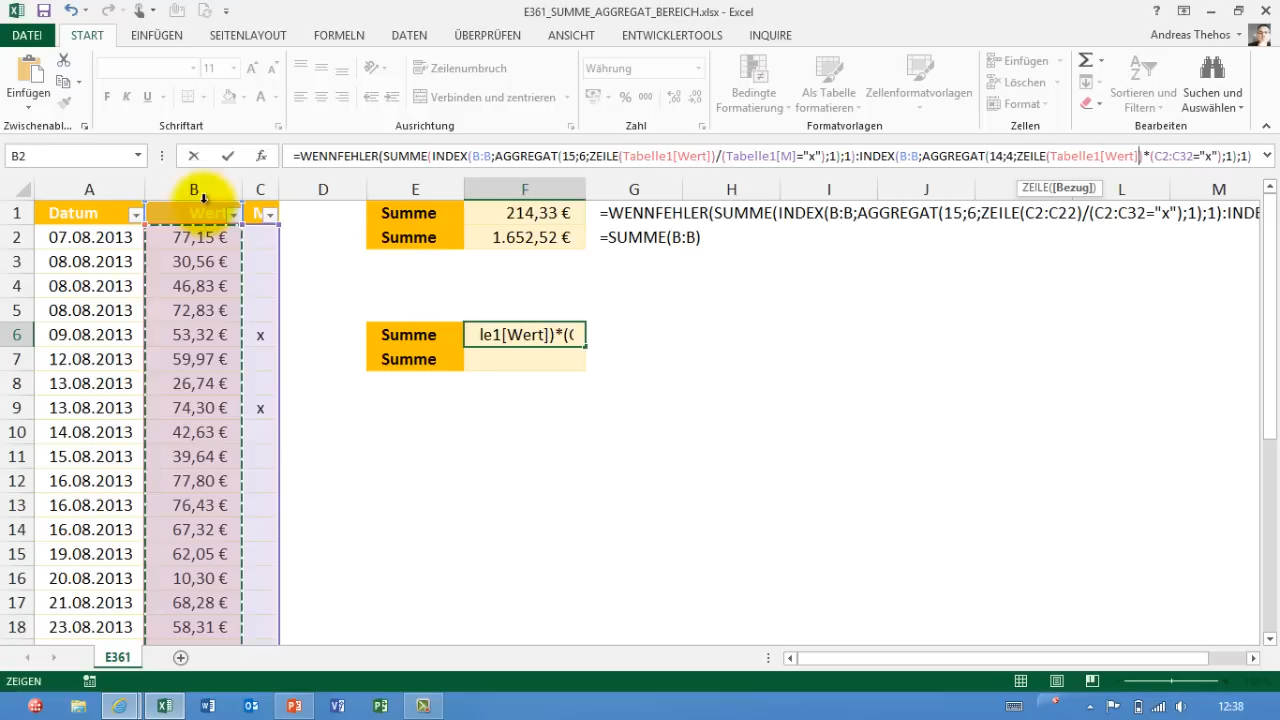 E361_SUMME_AGGREGAT_BEREICH.xlsx - Excel
DATEI START EINFÜGEN SEITENLAYOUT FORMELN DATEN ÜBERPRÜFEN ANSICHT ENTWICKLERTOOLS INQUIRE Andreas Thehos
Einfügen
11
F K U
Zeilenumbruch
Verbinden und zentrieren
Währung
Bedingte Formatierung
Als Tabelle formatieren
Zellenformatvorlagen
Einfügen
Löschen
Format
Sortieren und Filtern
Suchen und Auswählen
Zwischenabl... Schriftart Ausrichtung Zahl Formatvorlagen Zellen Bearbeiten
B2 =WENNFEHLER(SUMME(INDEX(B:B;AGGREGAT(15;6;ZEILE(Tabelle1[Wert])/(Tabelle1[M]="x");1);1):INDEX(B:B;AGGREGAT(14;4;ZEILE(Tabelle1[Wert])*(C2:C32="x");1);1)
ZEILE([Bezug])
A B C D E F G H I J L M
1 Datum Wert M Summe 214,33 € =WENNFEHLER(SUMME(INDEX(B:B;AGGREGAT(15;6;ZEILE(C2:C22)/(C2:C32="x");1);1):INDE
2 07.08.2013 77,15 € Summe 1.652,52 € =SUMME(B:B)
3 08.08.2013 30,56 €
4 08.08.2013 46,83 €
5 08.08.2013 72,83 €
6 09.08.2013 53,32 € x Summe le1[Wert])*(C
7 12.08.2013 59,97 € Summe
8 13.08.2013 26,74 €
9 13.08.2013 74,30 € x
10 14.08.2013 42,63 €
11 15.08.2013 39,64 €
12 16.08.2013 77,80 €
13 16.08.2013 76,43 €
14 16.08.2013 67,32 €
15 19.08.2013 62,05 €
16 20.08.2013 10,30 €
17 21.08.2013 68,28 €
18 23.08.2013 58,31 €
E361
ZEIGEN
12:38